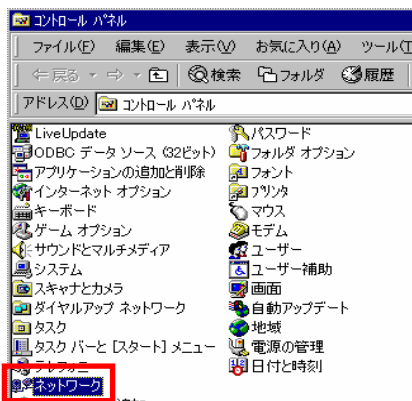 コントロール パネル
ファイル(F) 編集(E) 表示(V) お気に入り(A) ツール(T
戻る 検索 フォルダ 履歴
アドレス(D) コントロール パネル
LiveUpdate
ODBC データ ソース (32ビット)
アプリケーションの追加と削除
インターネット オプション
キーボード
ゲーム オプション
サウンドとマルチメディア
システム
スキャナとカメラ
ダイヤルアップ ネットワーク
タスク
タスク バーと [スタート] メニュー
テレフォニー
ネットワーク
パスワード
フォルダ オプション
フォント
プリンタ
マウス
モデム
ユーザー
ユーザー補助
画面
自動アップデート
地域
電源の管理
日付と時刻